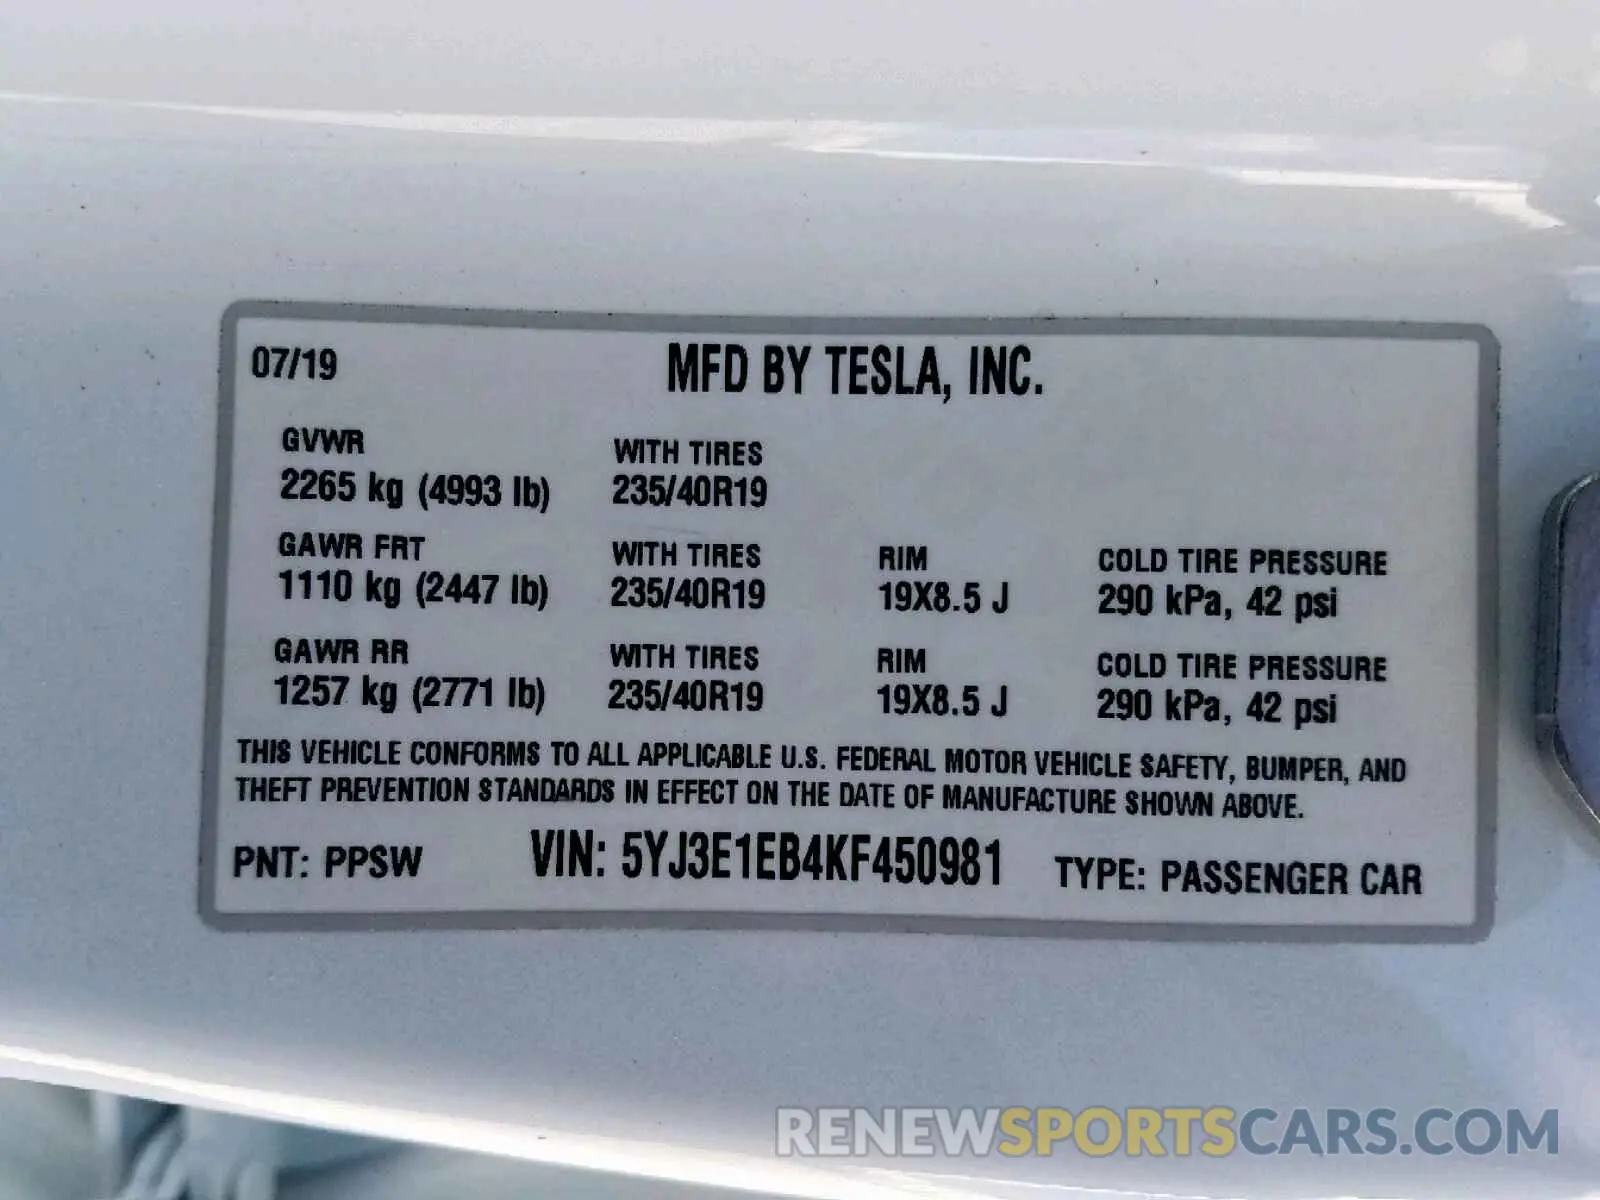 07/19 MFD BY TESLA, INC.
GVWR WITH TIRES
2265 kg (4993 lb) 235/40R19
GAWR FRT WITH TIRES RIM COLD TIRE PRESSURE
1110 kg (2447 lb) 235/40R19 19X8.5 J 290 kPa, 42 psi
GAWR RR WITH TIRES RIM COLD TIRE PRESSURE
1257 kg (2771 lb) 235/40R19 19X8.5 J 290 kPa, 42 psi
THIS VEHICLE CONFORMS TO ALL APPLICABLE U.S. FEDERAL MOTOR VEHICLE SAFETY, BUMPER, AND
THEFT PREVENTION STANDARDS IN EFFECT ON THE DATE OF MANUFACTURE SHOWN ABOVE.
PNT: PPSW VIN: 5YJ3E1EB4KF450981 TYPE: PASSENGER CAR
RENEWSPORTSCARS.COM